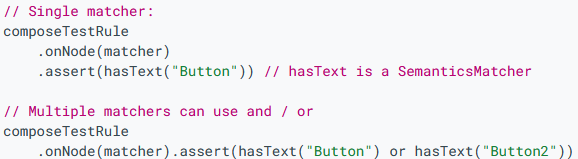 // Single matcher:
composeTestRule
    .onNode(matcher)
    .assert(hasText("Button")) // hasText is a SemanticsMatcher

// Multiple matchers can use and / or
composeTestRule
    .onNode(matcher).assert(hasText("Button") or hasText("Button2"))